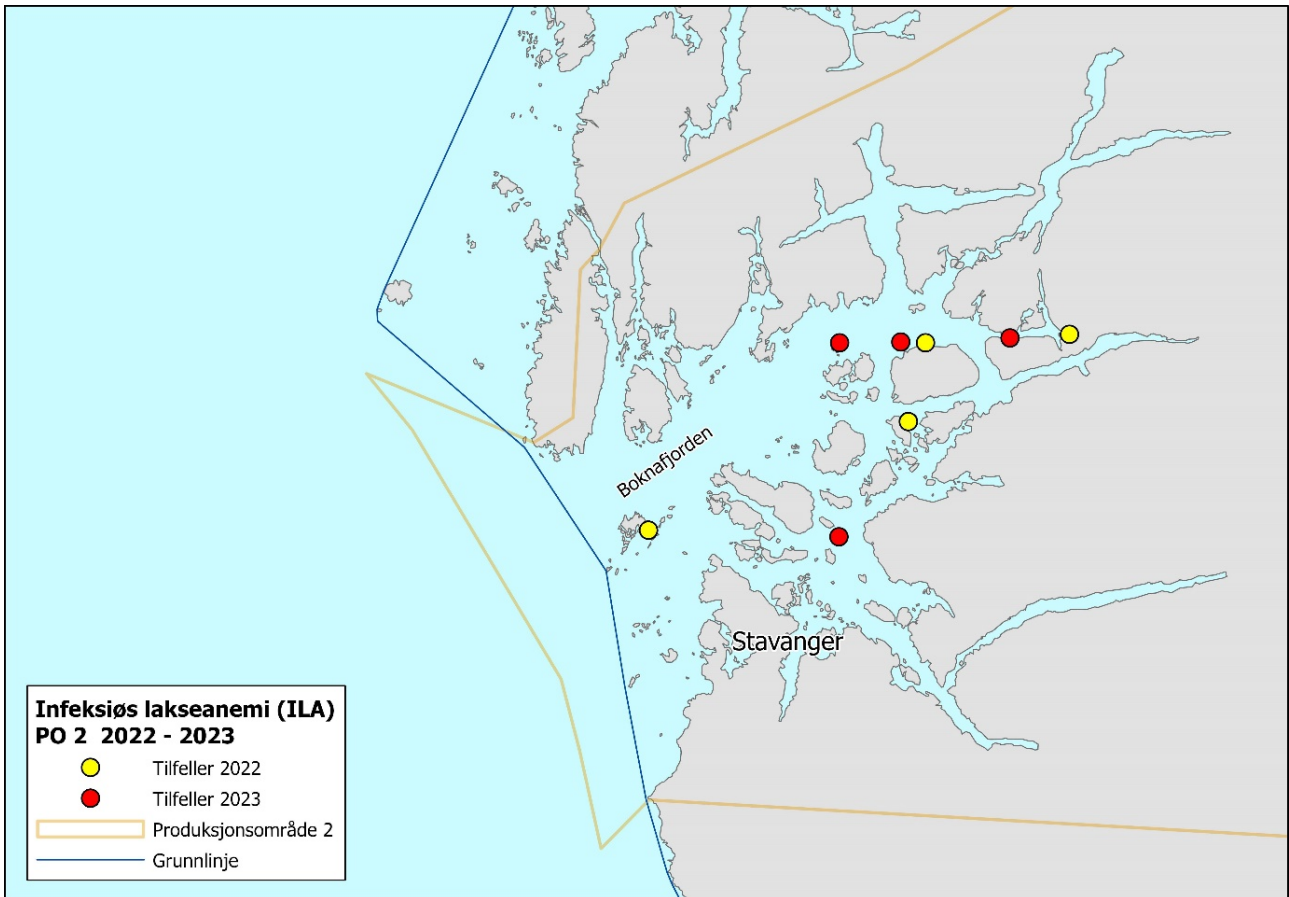 Boknafjorden
Stavanger
Infeksiøs lakseanemi (ILA)
PO 2 2022 - 2023
Tilfeller 2022
Tilfeller 2023
Produksjonsområde 2
Grunnlinje